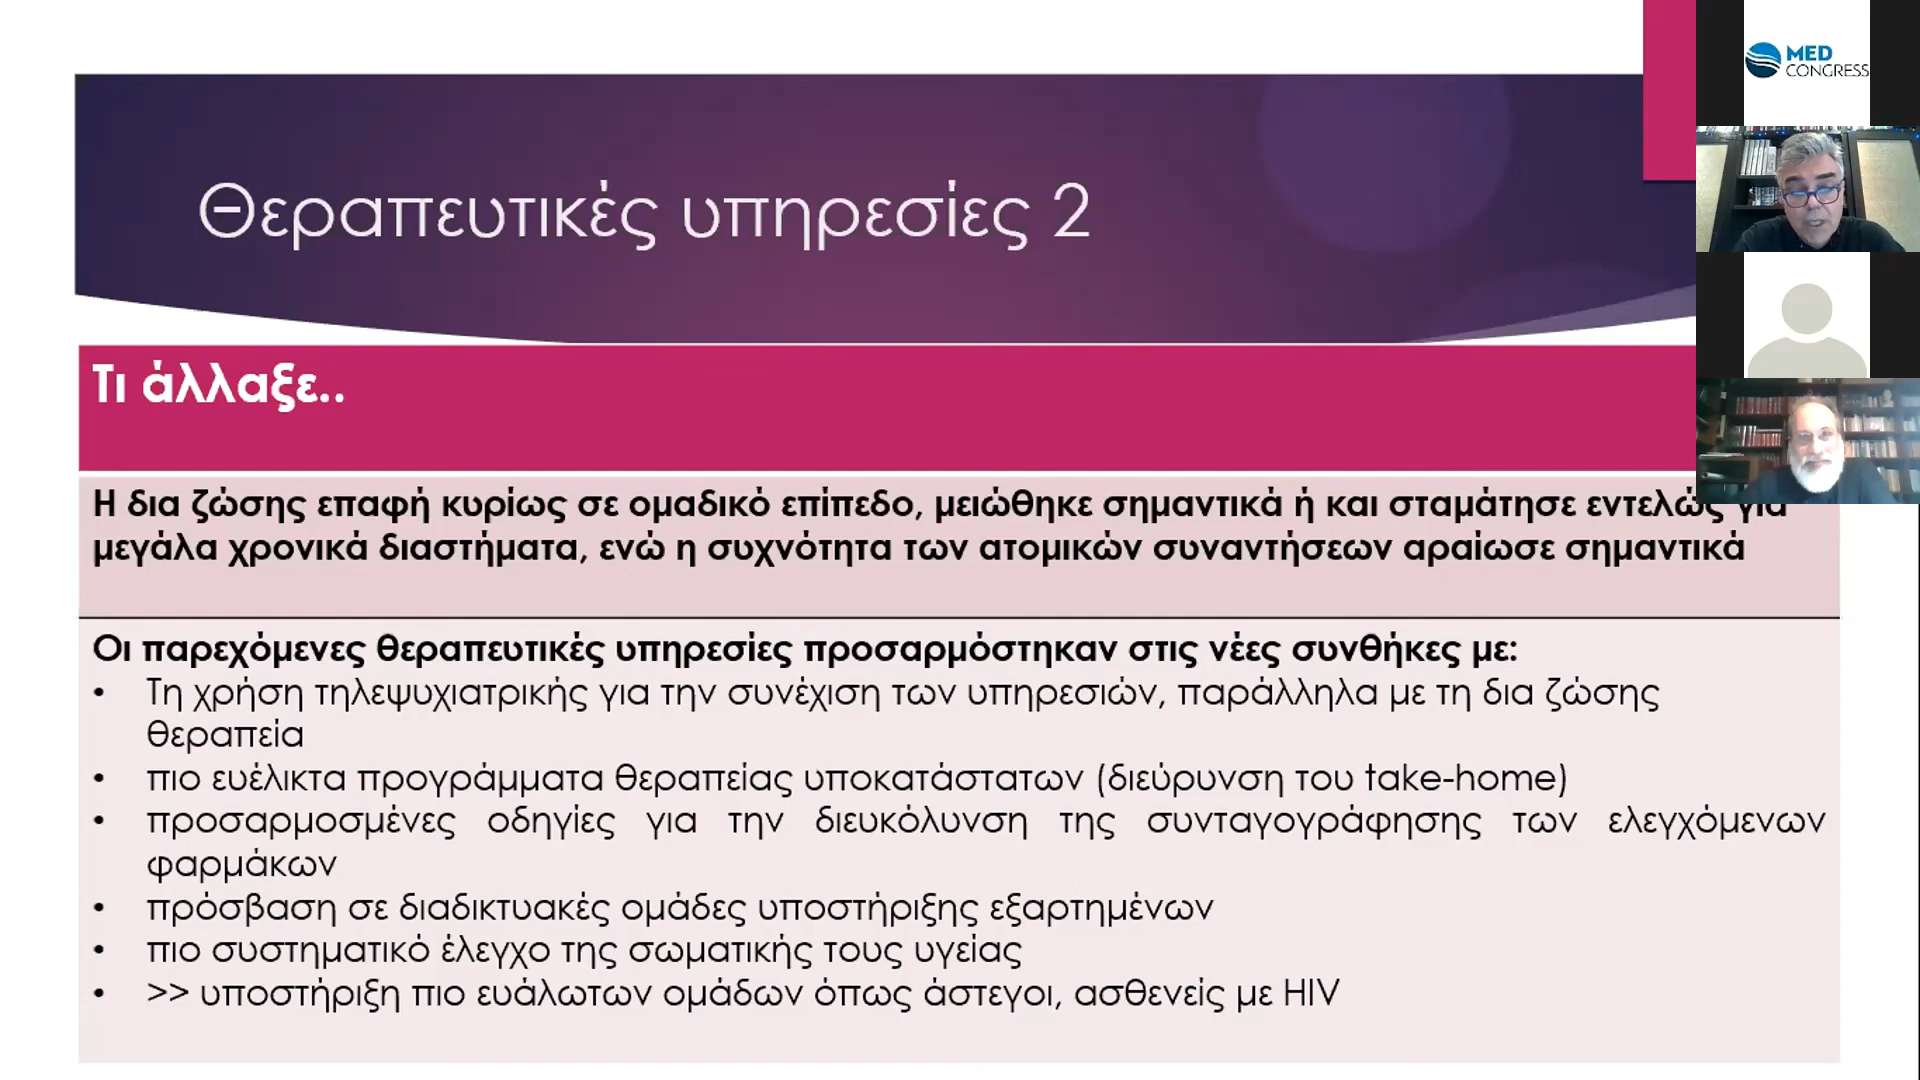 Θεραπευτικές υπηρεσίες 2
MED
CONGRESS
Τι άλλαξε..
Η δια ζώσης επαφή κυρίως σε ομαδικό επίπεδο, μειώθηκε σημαντικά ή και σταμάτησε εντελώς για
μεγάλα χρονικά διαστήματα, ενώ η συχνότητα των ατομικών συναντήσεων αραίωσε σημαντικά
Οι παρεχόμενες θεραπευτικές υπηρεσίες προσαρμόστηκαν στις νέες συνθήκες με:
• Τη χρήση τηλεψυχιατρικής για την συνέχιση των υπηρεσιών, παράλληλα με τη δια ζώσης
θεραπεία
• πιο ευέλικτα προγράμματα θεραπείας υποκατάστατων (διεύρυνση του take-home)
• προσαρμοσμένες οδηγίες για την διευκόλυνση της συνταγογράφησης των ελεγχόμενων
φαρμάκων
• πρόσβαση σε διαδικτυακές ομάδες υποστήριξης εξαρτημένων
• πιο συστηματικό έλεγχο της σωματικής τους υγείας
• >> υποστήριξη πιο ευάλωτων ομάδων όπως άστεγοι, ασθενείς με HIV